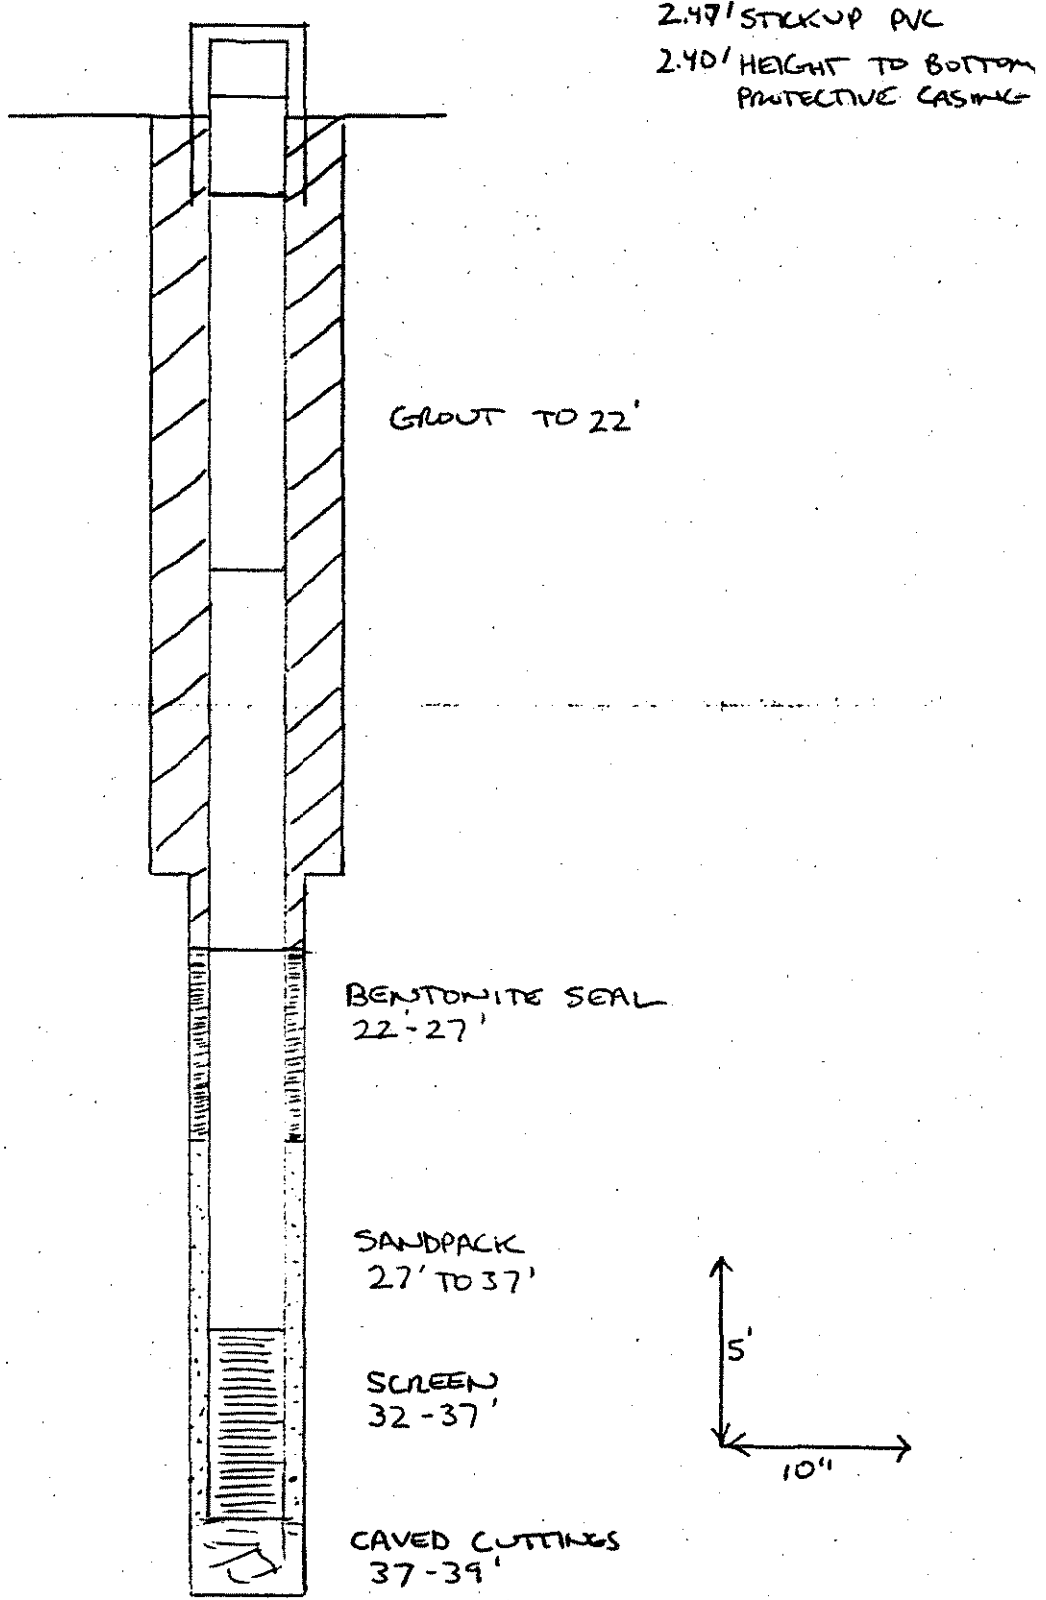 2.47' STICKUP PVC
2.40' HEIGHT TO BOTTOM
PROTECTIVE CASING
GROUT TO 22'
BENTONITE SEAL
22'-27'
SANDPACK
27' TO 37'
5'
SCREEN
32-37'
10"
CAVED CUTTINGS
37-39'